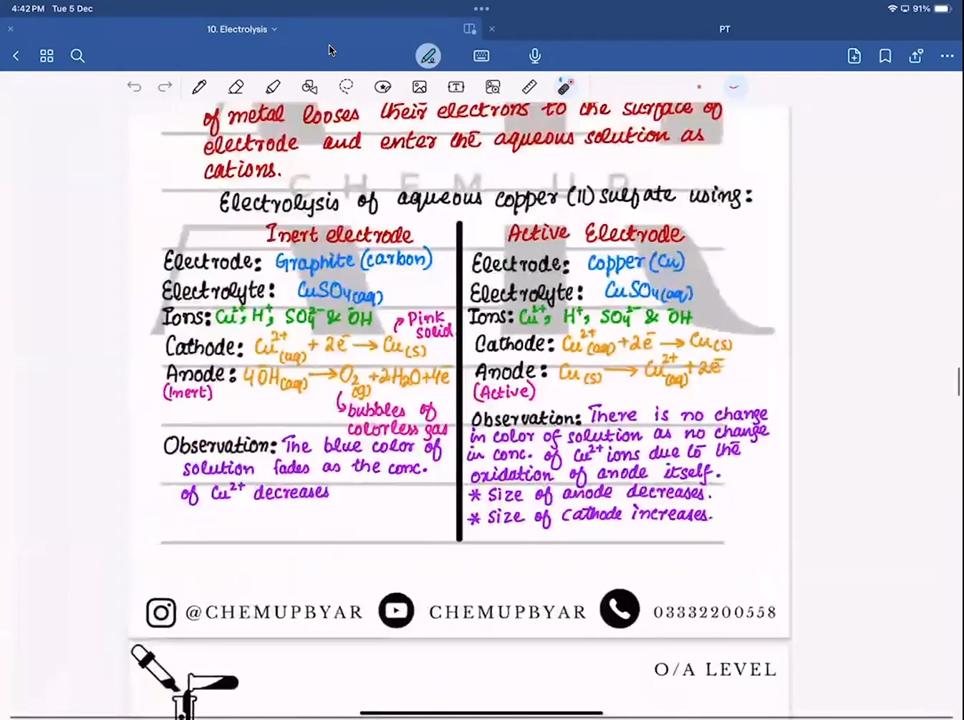 4:42 PM Tue 5 Dec
91%
10. Electrolysis
PT
of metal looses their electrons to the surface of
electrode and enter the aqueous solution as
cations.
CHEM UP
Electrolysis of aqueous copper (II) sulfate using:
Inert electrode
Electrode: Graphite (carbon)
Electrolyte: CuSO4(aq)
Ions: Cu²⁺, H⁺, SO₄²⁻ & OH
Pink
solid
Cathode: Cu²⁺(aq) + 2e⁻ → Cu(s)
Anode: 4OH(aq) → O₂(g) + 2H₂O + 4e
(Inert)
bubbles of
colorless gas
Observation: The blue color of
solution fades as the conc.
of Cu²⁺ decreases
Active Electrode
Electrode: Copper (Cu)
Electrolyte: CuSO4(aq)
Ions: Cu²⁺, H⁺, SO₄²⁻ & OH
Cathode: Cu²⁺(aq) + 2e⁻ → Cu(s)
Anode: Cu(s) → Cu²⁺(aq) + 2e⁻
(Active)
Observation: There is no change
in color of solution as no change
in conc. of Cu²⁺ ions due to the
oxidation of anode itself.
* Size of anode decreases.
* Size of Cathode increases.
@CHEMUPBYAR CHEMUPBYAR 03332200558
O/A LEVEL